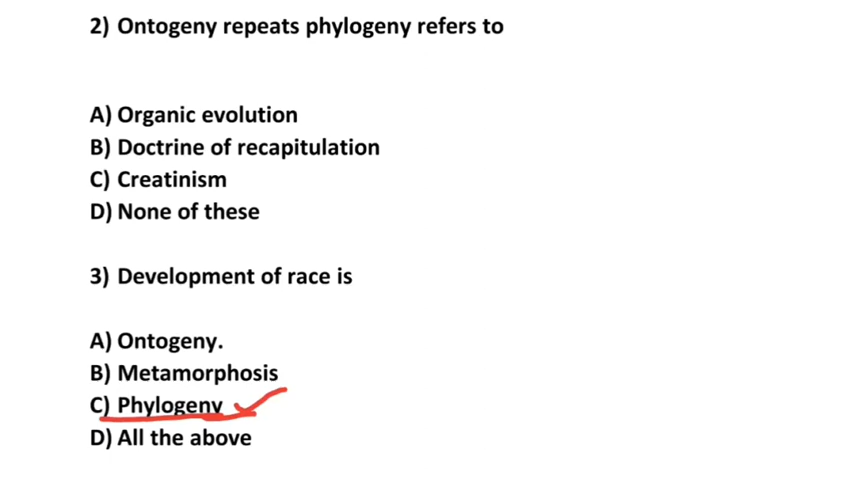 2) Ontogeny repeats phylogeny refers to
A) Organic evolution
B) Doctrine of recapitulation
C) Creatinism
D) None of these
3) Development of race is
A) Ontogeny.
B) Metamorphosis
C) Phylogeny
D) All the above